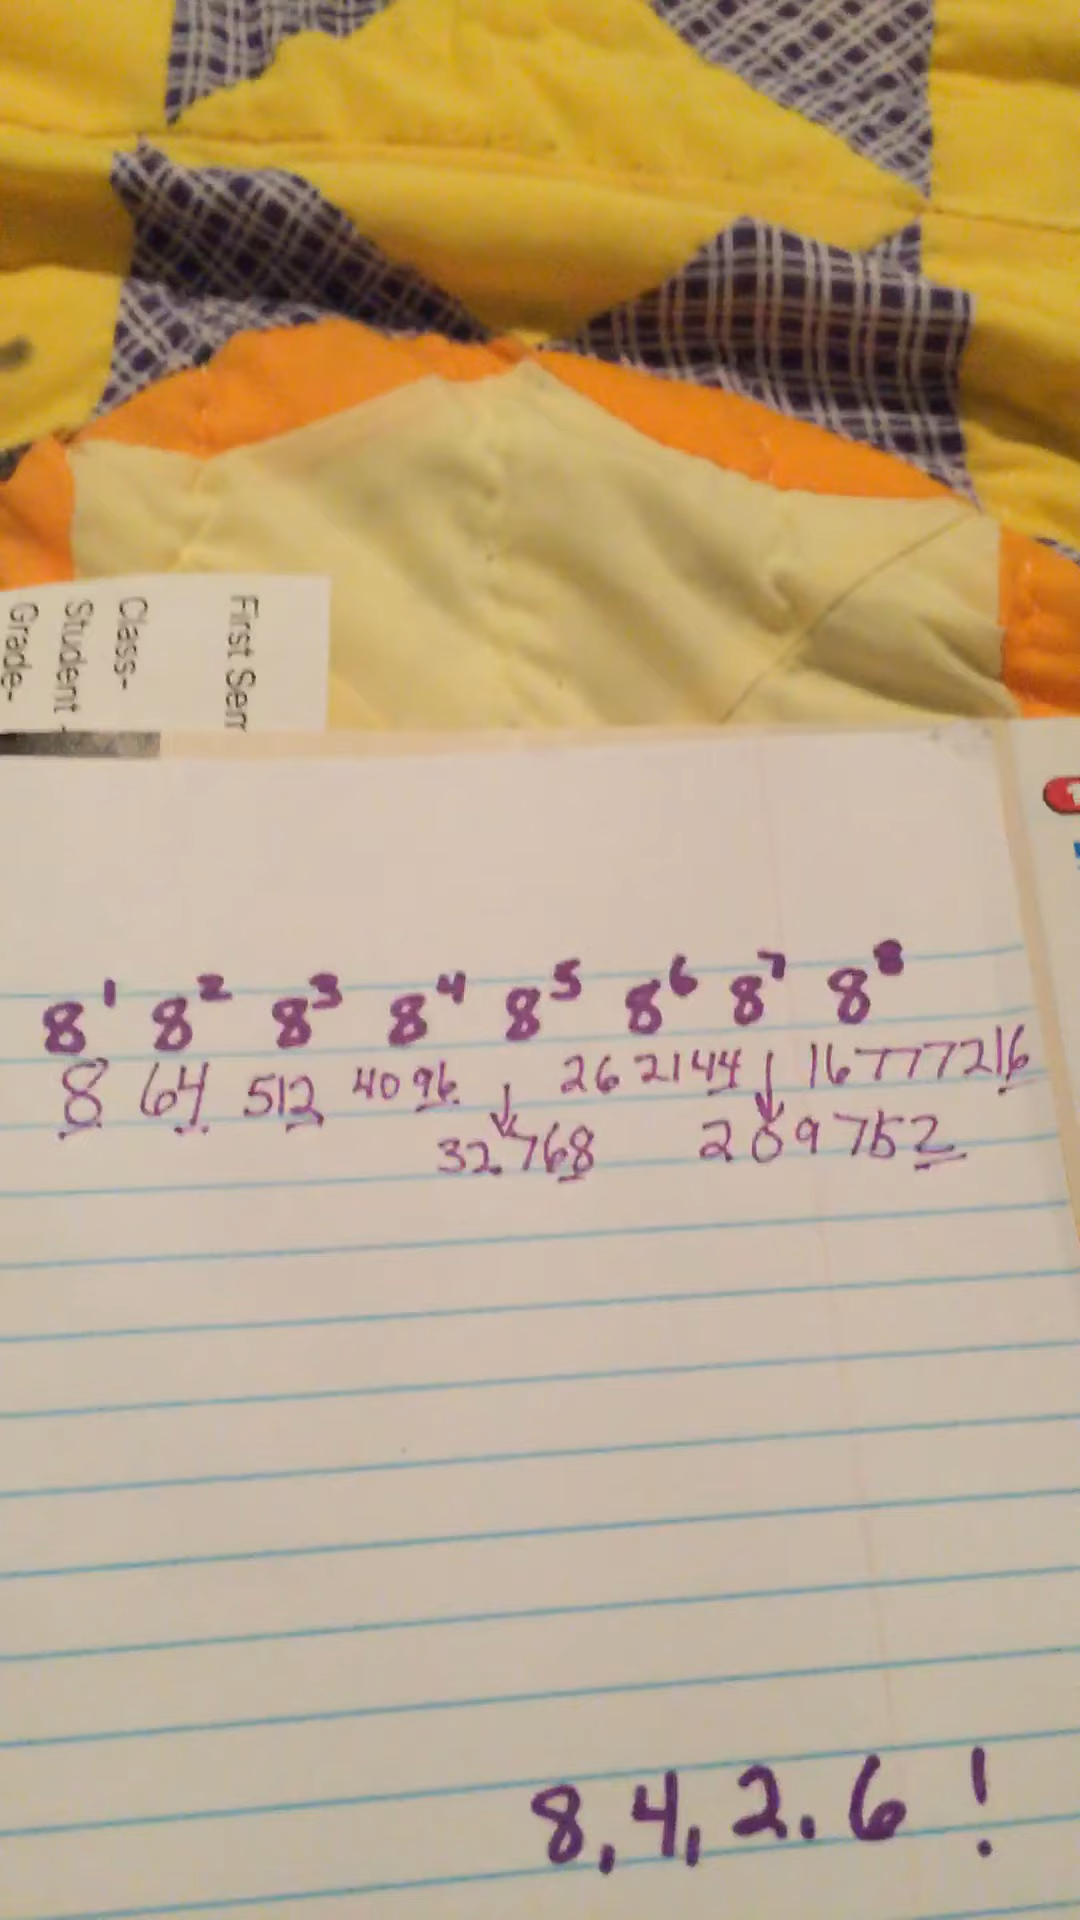 First Sem
Class-
Student -
Grade-
8¹ 8² 8³ 8⁴ 8⁵ 8⁶ 8⁷ 8⁸
8 64 512 4096 ↓ 262144 ↓ 16777216
32768 209752
8,4,2.6!